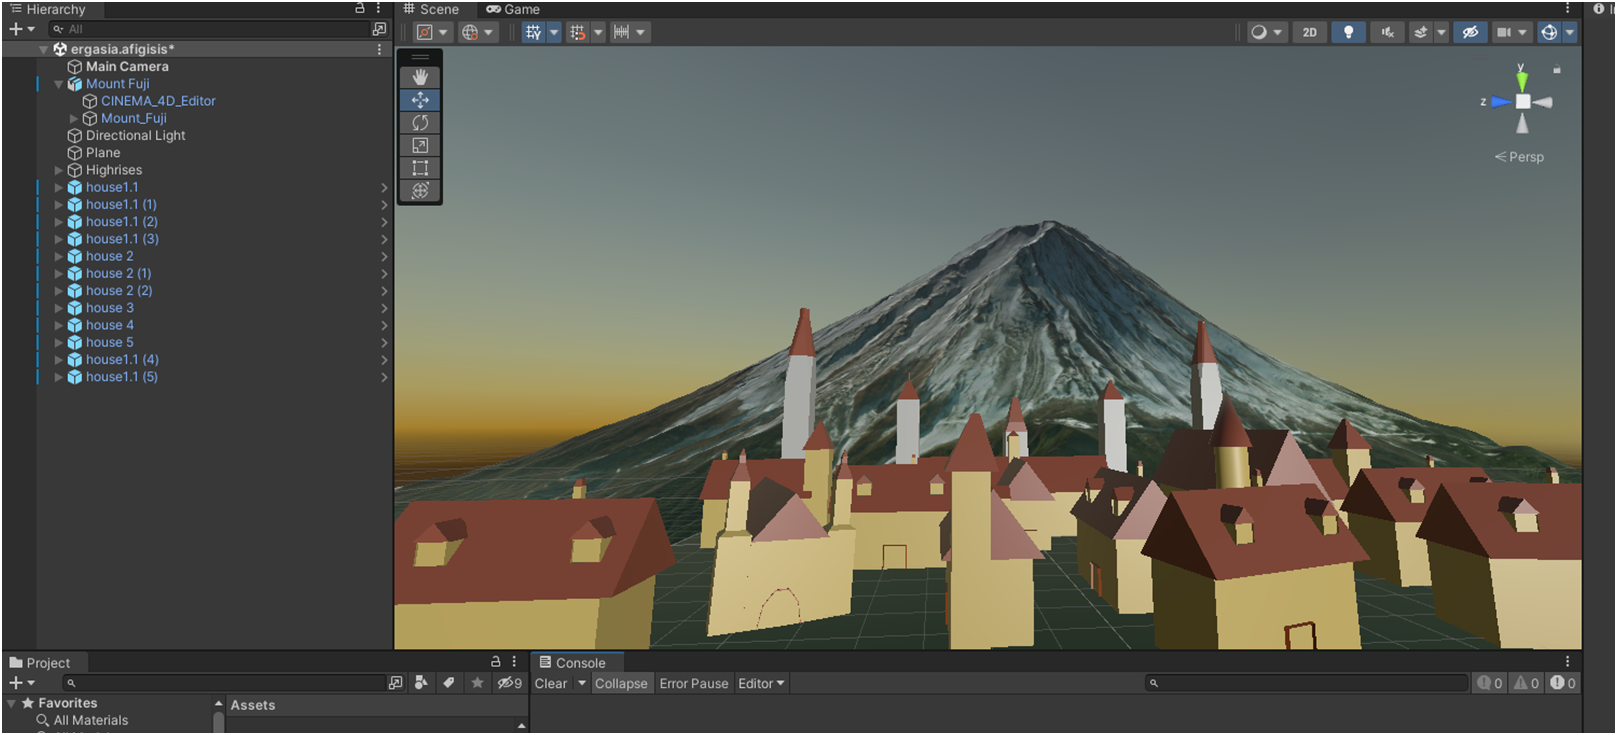 Hierarchy
All
ergasia.afigisis*
Main Camera
Mount Fuji
CINEMA_4D_Editor
Mount_Fuji
Directional Light
Plane
Highrises
house1.1
house1.1 (1)
house1.1 (2)
house1.1 (3)
house 2
house 2 (1)
house 2 (2)
house 3
house 4
house 5
house1.1 (4)
house1.1 (5)
Scene Game
2D
y
z
Persp
Project
9
Favorites
All Materials
Assets
Console
Clear Collapse Error Pause Editor
0 0 0